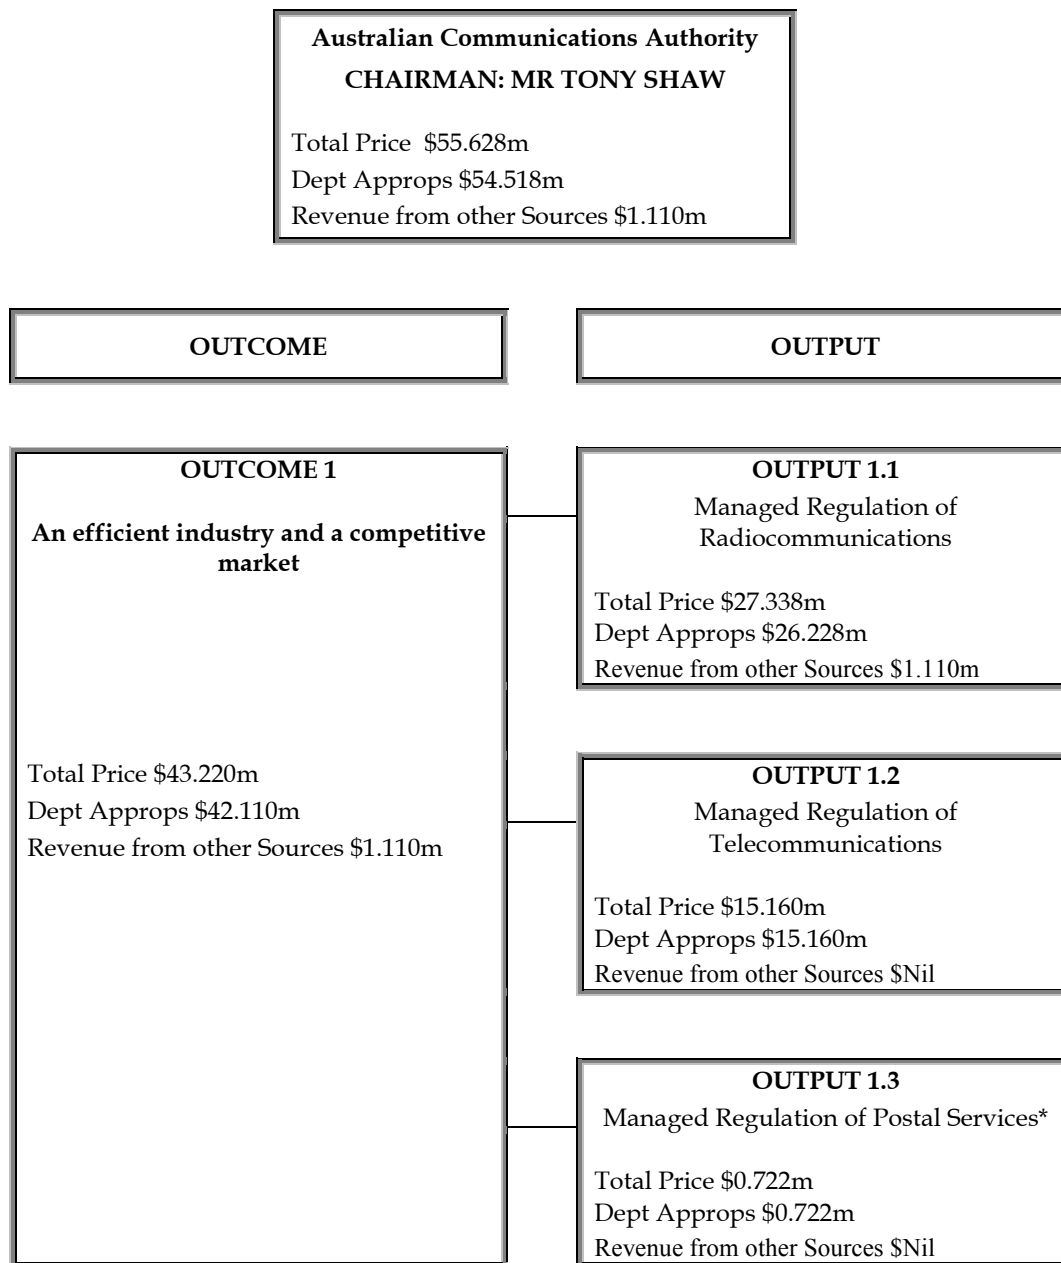 Australian Communications Authority
CHAIRMAN: MR TONY SHAW
Total Price $55.628m
Dept Approps $54.518m
Revenue from other Sources $1.110m
OUTCOME
OUTPUT
OUTCOME 1
An efficient industry and a competitive
market
Total Price $43.220m
Dept Approps $42.110m
Revenue from other Sources $1.110m
OUTPUT 1.1
Managed Regulation of
Radiocommunications
Total Price $27.338m
Dept Approps $26.228m
Revenue from other Sources $1.110m
OUTPUT 1.2
Managed Regulation of
Telecommunications
Total Price $15.160m
Dept Approps $15.160m
Revenue from other Sources $Nil
OUTPUT 1.3
Managed Regulation of Postal Services*
Total Price $0.722m
Dept Approps $0.722m
Revenue from other Sources $Nil